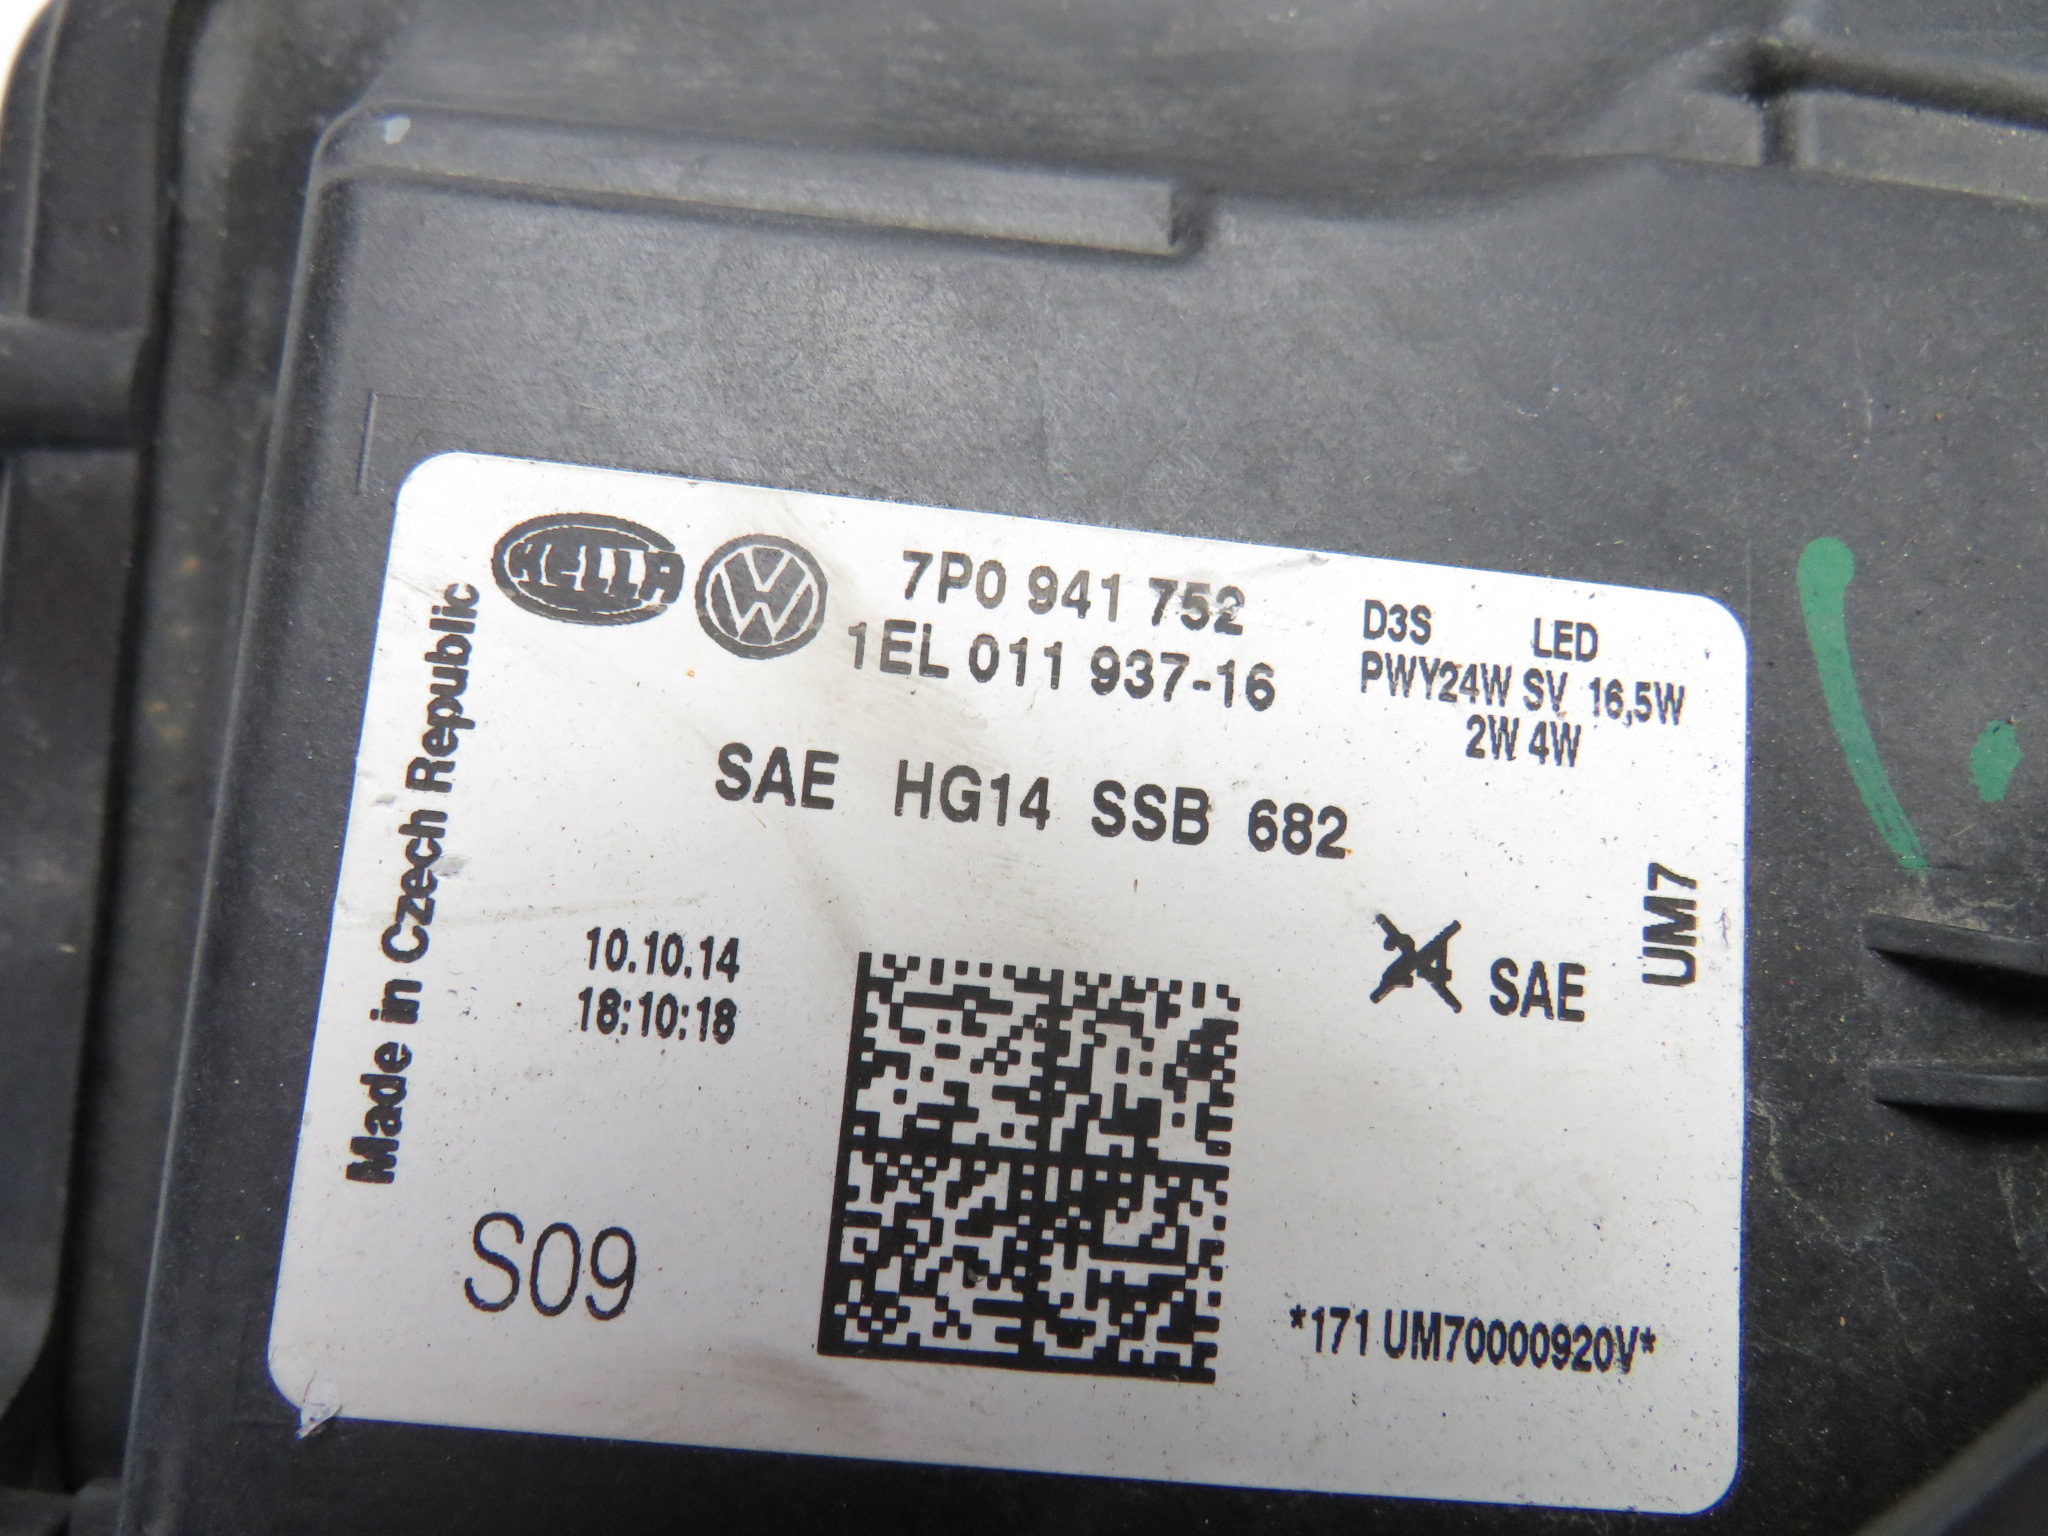 HELLA
7P0 941 752
1EL 011 937-16
D3S LED
PWY24W SV 16,5W
2W 4W
SAE HG14 SSB 682
Made in Czech Republic
10.10.14
18:10:18
24 SAE
UM7
S09
*171 UM70000920V*